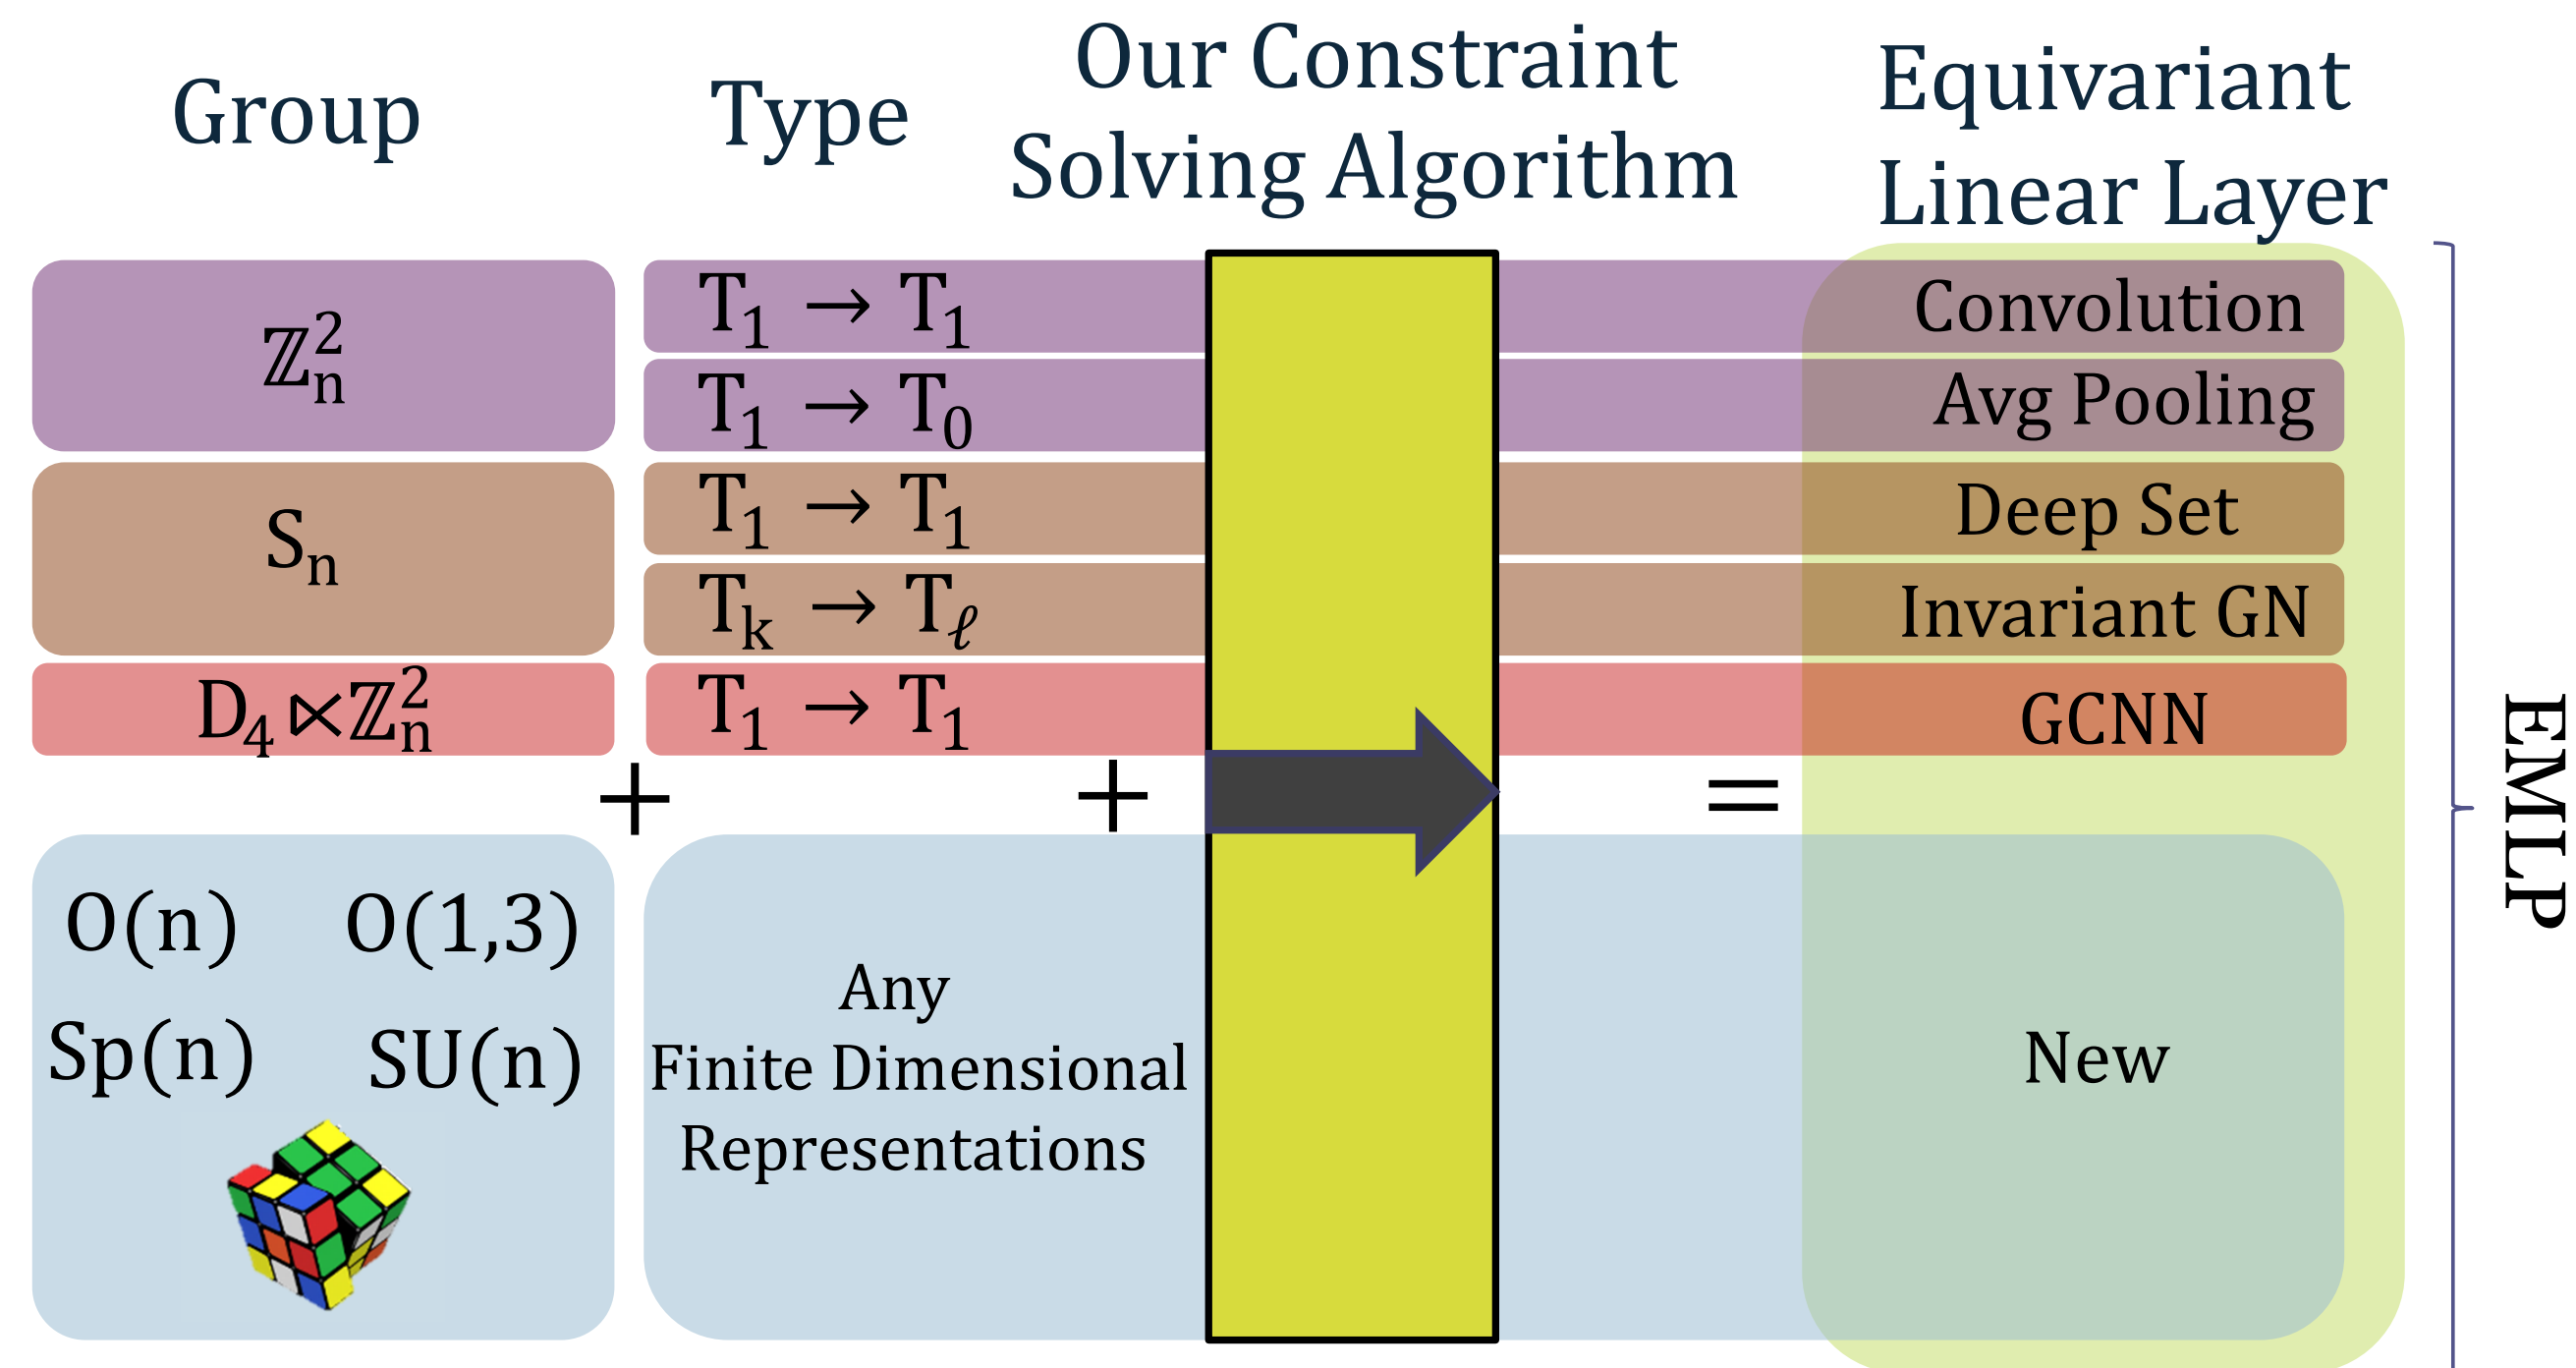 Group
Type
Our Constraint
Solving Algorithm
Equivariant
Linear Layer
ℤₙ²
T₁ → T₁
Convolution
T₁ → T₀
Avg Pooling
Sₙ
T₁ → T₁
Deep Set
Tₖ → T_ℓ
Invariant GN
D₄⋉ℤₙ²
T₁ → T₁
GCNN
+
+
=
O(n) O(1,3)
Sp(n) SU(n)
Any
Finite Dimensional
Representations
New
EMLP